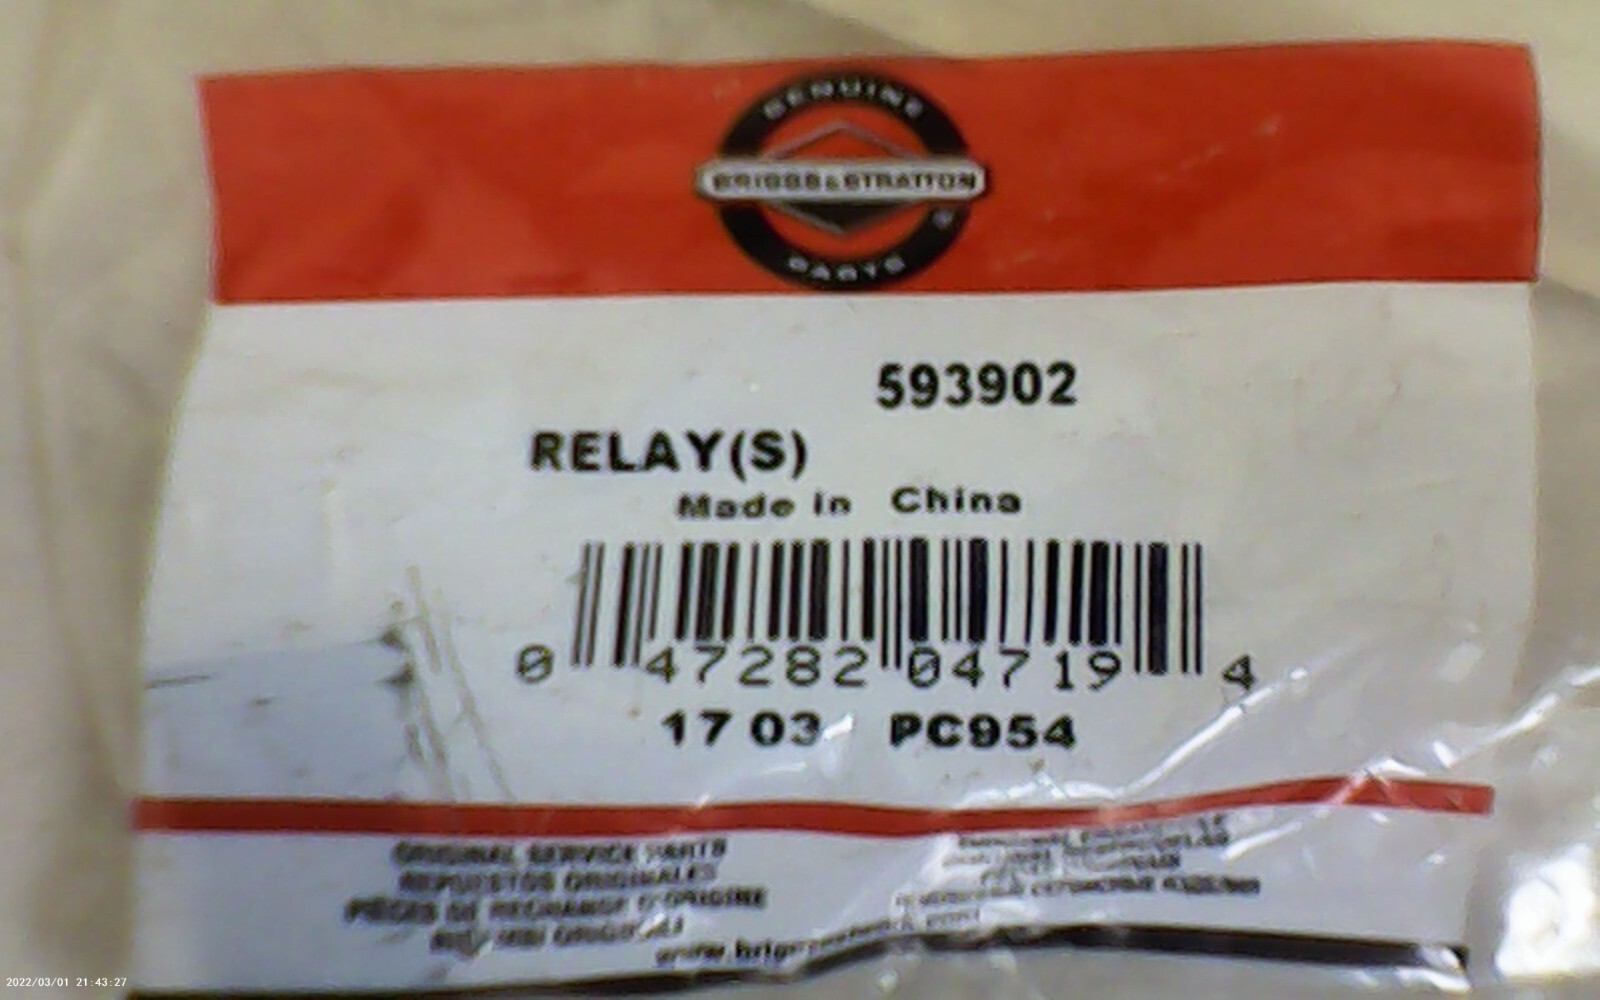 GENUINE
BRIGGS & STRATTON
PARTS
593902
RELAY(S)
Made in China
0 47282 04719 4
17 03 PC954
ORIGINAL SERVICE PARTS
REPUESTOS ORIGINALES
PIÈCES DE RECHANGE D'ORIGINE
2022/03/01 21:43:27